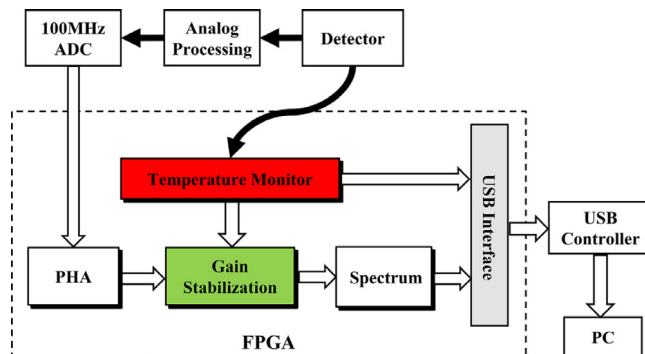 100MHz
ADC
Analog
Processing
Detector
Temperature Monitor
USB Interface
USB
Controller
PHA
Gain
Stabilization
Spectrum
PC
FPGA